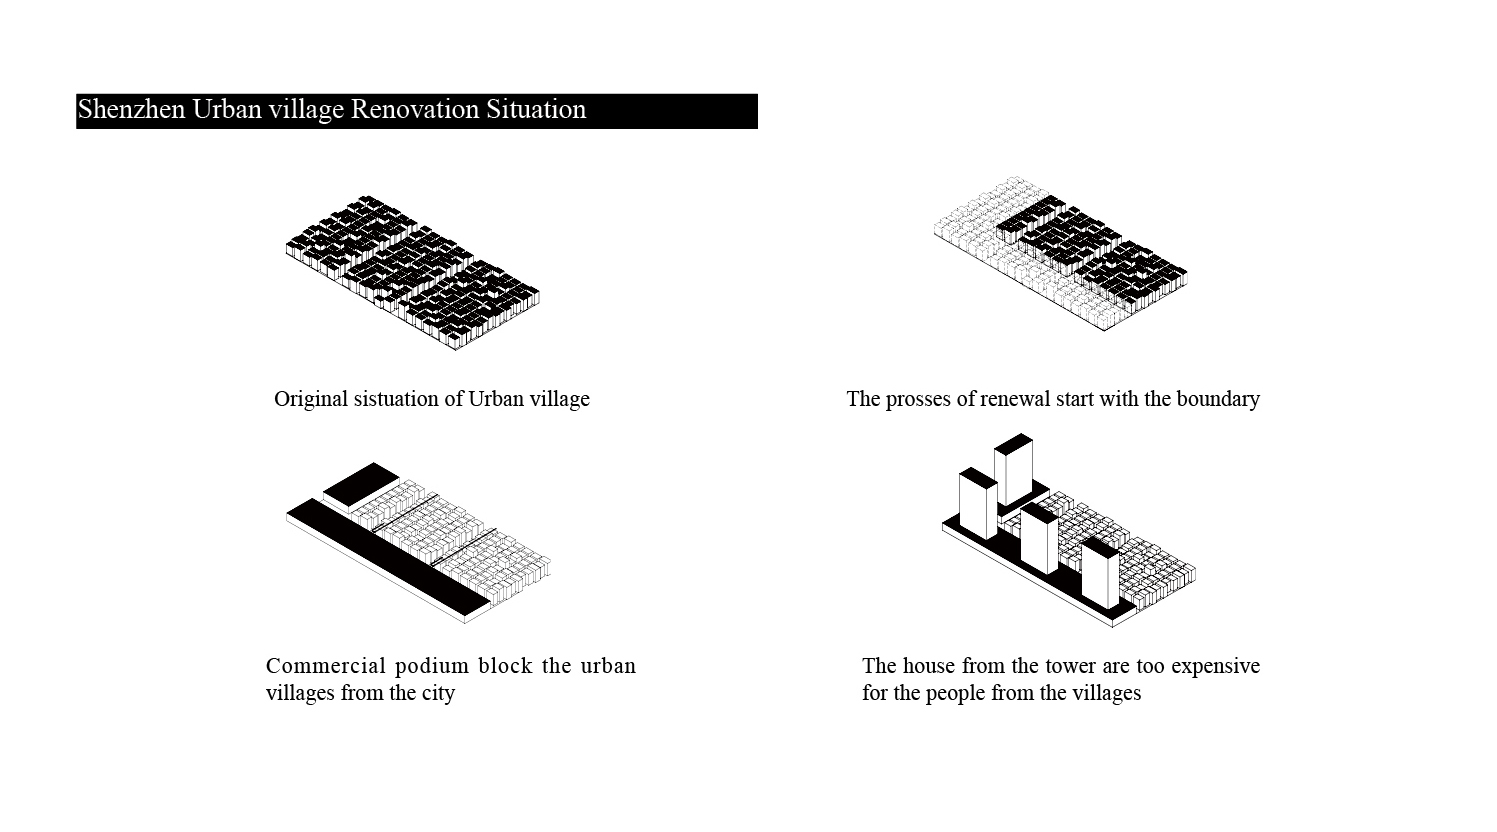 Shenzhen Urban village Renovation Situation
Original sistuation of Urban village
The prosses of renewal start with the boundary
Commercial podium block the urban
villages from the city
The house from the tower are too expensive
for the people from the villages